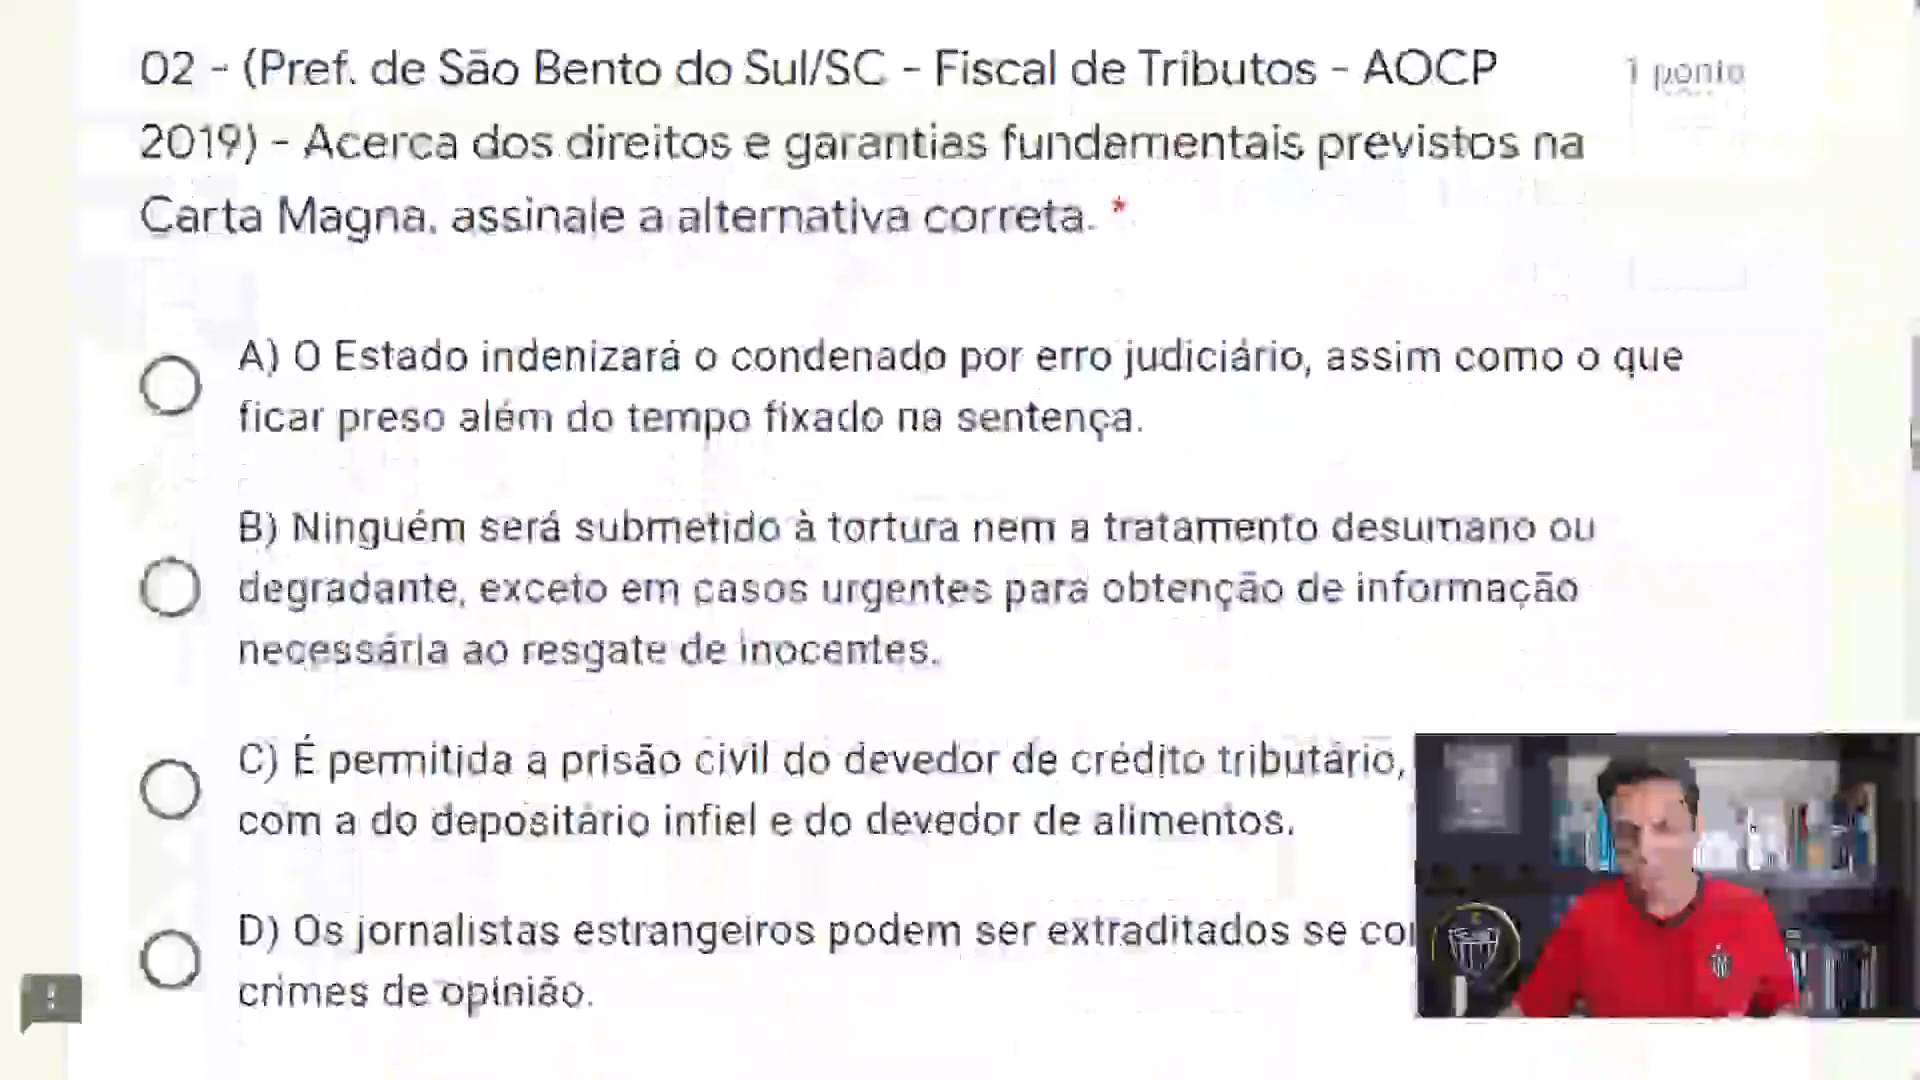 02 - (Pref. de São Bento do Sul/SC - Fiscal de Tributos - AOCP
1 ponto
2019) - Acerca dos direitos e garantias fundamentais previstos na
Carta Magna, assinale a alternativa correta. *
A) O Estado indenizará o condenado por erro judiciário, assim como o que
ficar preso além do tempo fixado na sentença.
B) Ninguém será submetido à tortura nem a tratamento desumano ou
degradante, exceto em casos urgentes para obtenção de informação
necessária ao resgate de inocentes.
C) É permitida a prisão civil do devedor de crédito tributário,
com a do depositário infiel e do devedor de alimentos.
D) Os jornalistas estrangeiros podem ser extraditados se
crimes de opinião.